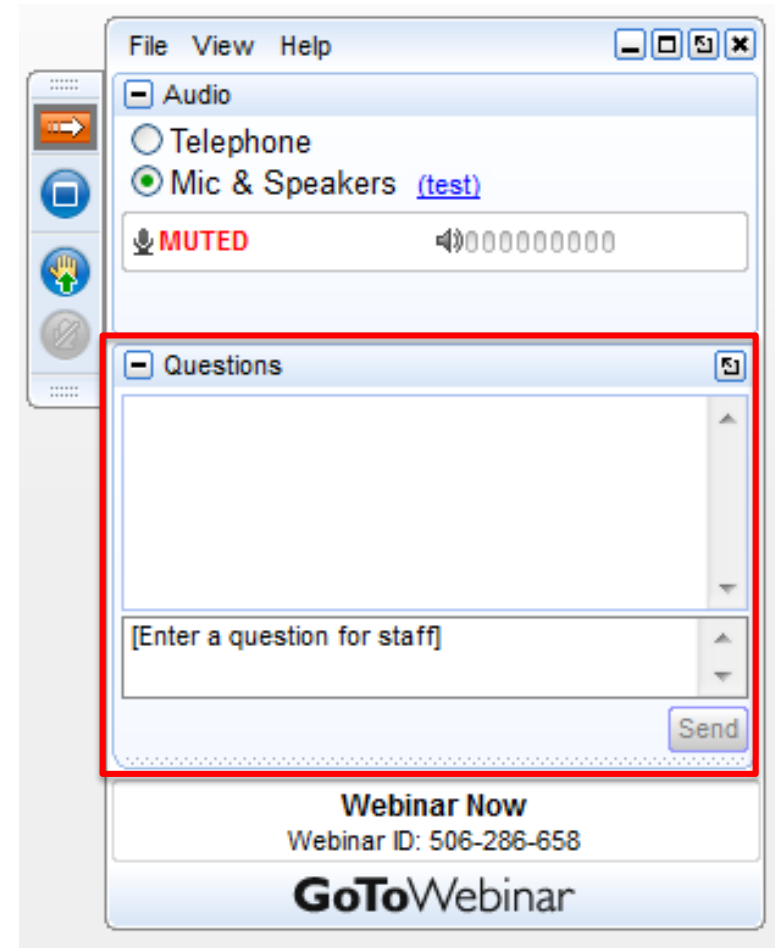 File View Help
Audio
Telephone
Mic & Speakers (test)
MUTED
Questions
[Enter a question for staff]
Send
Webinar Now
Webinar ID: 506-286-658
GoToWebinar